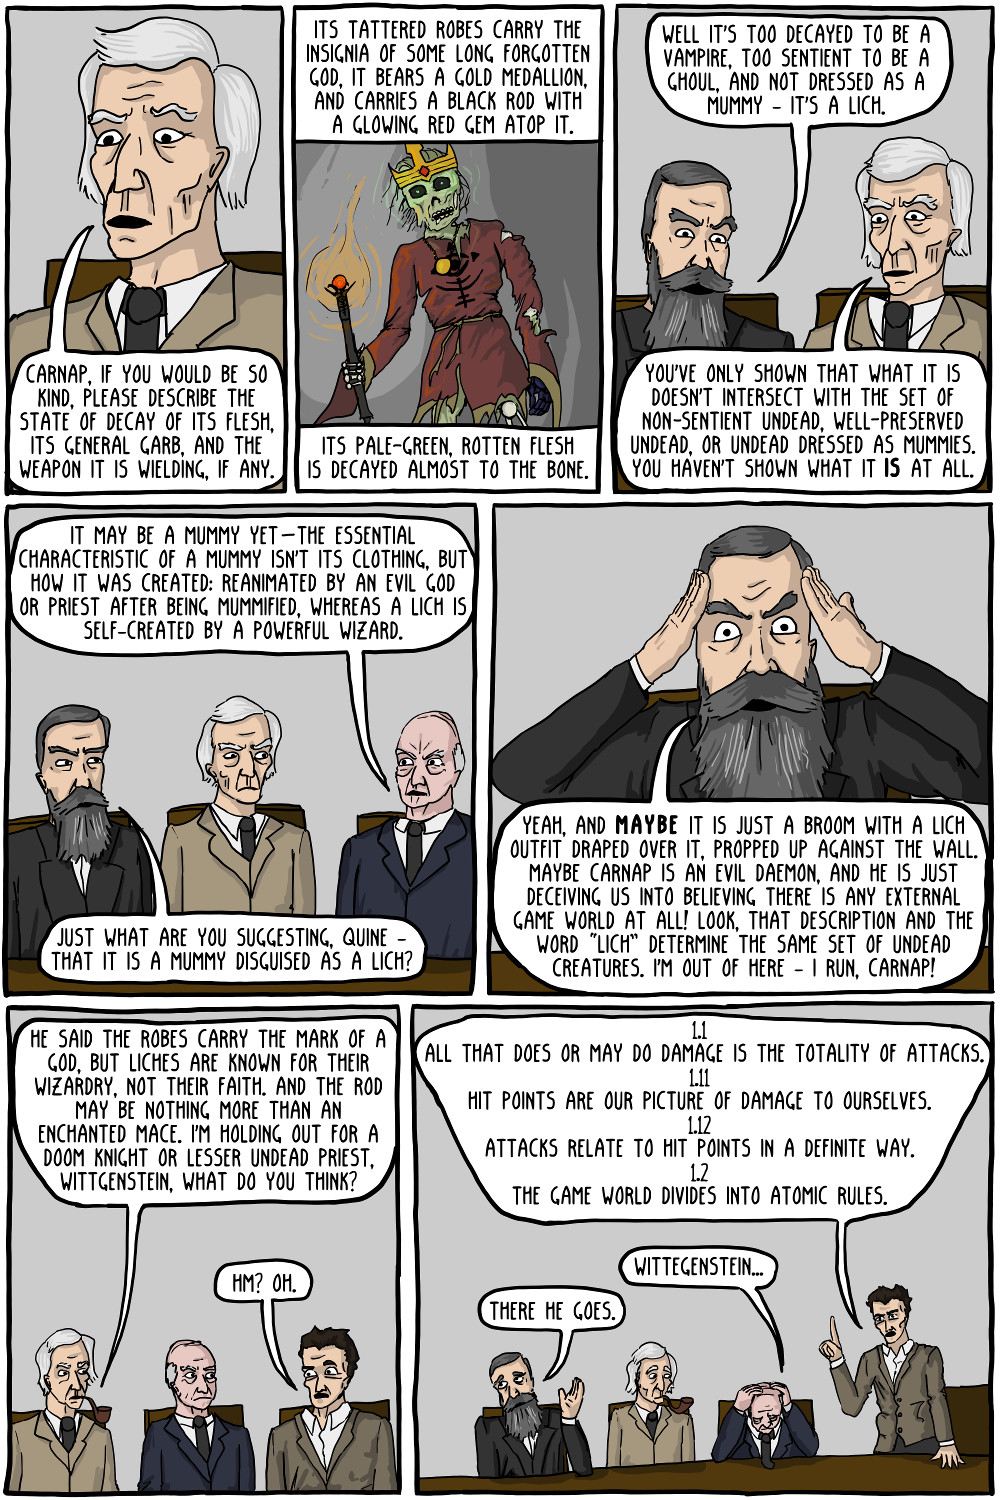 CARNAP, IF YOU WOULD BE SO
KIND, PLEASE DESCRIBE THE
STATE OF DECAY OF ITS FLESH,
ITS GENERAL GARB, AND THE
WEAPON IT IS WIELDING, IF ANY.
ITS TATTERED ROBES CARRY THE
INSIGNIA OF SOME LONG FORGOTTEN
GOD, IT BEARS A GOLD MEDALLION,
AND CARRIES A BLACK ROD WITH
A GLOWING RED GEM ATOP IT.
ITS PALE-GREEN, ROTTEN FLESH
IS DECAYED ALMOST TO THE BONE.
WELL IT'S TOO DECAYED TO BE A
VAMPIRE, TOO SENTIENT TO BE A
GHOUL, AND NOT DRESSED AS A
MUMMY - IT'S A LICH.
YOU'VE ONLY SHOWN THAT WHAT IT IS
DOESN'T INTERSECT WITH THE SET OF
NON-SENTIENT UNDEAD, WELL-PRESERVED
UNDEAD, OR UNDEAD DRESSED AS MUMMIES.
YOU HAVEN'T SHOWN WHAT IT IS AT ALL.
IT MAY BE A MUMMY YET—THE ESSENTIAL
CHARACTERISTIC OF A MUMMY ISN'T ITS CLOTHING, BUT
HOW IT WAS CREATED: REANIMATED BY AN EVIL GOD
OR PRIEST AFTER BEING MUMMIFIED, WHEREAS A LICH IS
SELF-CREATED BY A POWERFUL WIZARD.
JUST WHAT ARE YOU SUGGESTING, QUINE -
THAT IT IS A MUMMY DISGUISED AS A LICH?
YEAH, AND MAYBE IT IS JUST A BROOM WITH A LICH
OUTFIT DRAPED OVER IT, PROPPED UP AGAINST THE WALL.
MAYBE CARNAP IS AN EVIL DAEMON, AND HE IS JUST
DECEIVING US INTO BELIEVING THERE IS ANY EXTERNAL
GAME WORLD AT ALL! LOOK, THAT DESCRIPTION AND THE
WORD "LICH" DETERMINE THE SAME SET OF UNDEAD
CREATURES. I'M OUT OF HERE - I RUN, CARNAP!
HE SAID THE ROBES CARRY THE MARK OF A
GOD, BUT LICHES ARE KNOWN FOR THEIR
WIZARDRY, NOT THEIR FAITH. AND THE ROD
MAY BE NOTHING MORE THAN AN
ENCHANTED MACE. I'M HOLDING OUT FOR A
DOOM KNIGHT OR LESSER UNDEAD PRIEST,
WITTGENSTEIN, WHAT DO YOU THINK?
HM? OH.
1.1
ALL THAT DOES OR MAY DO DAMAGE IS THE TOTALITY OF ATTACKS.
1.11
HIT POINTS ARE OUR PICTURE OF DAMAGE TO OURSELVES.
1.12
ATTACKS RELATE TO HIT POINTS IN A DEFINITE WAY.
1.2
THE GAME WORLD DIVIDES INTO ATOMIC RULES.
THERE HE GOES.
WITTEGENSTEIN...